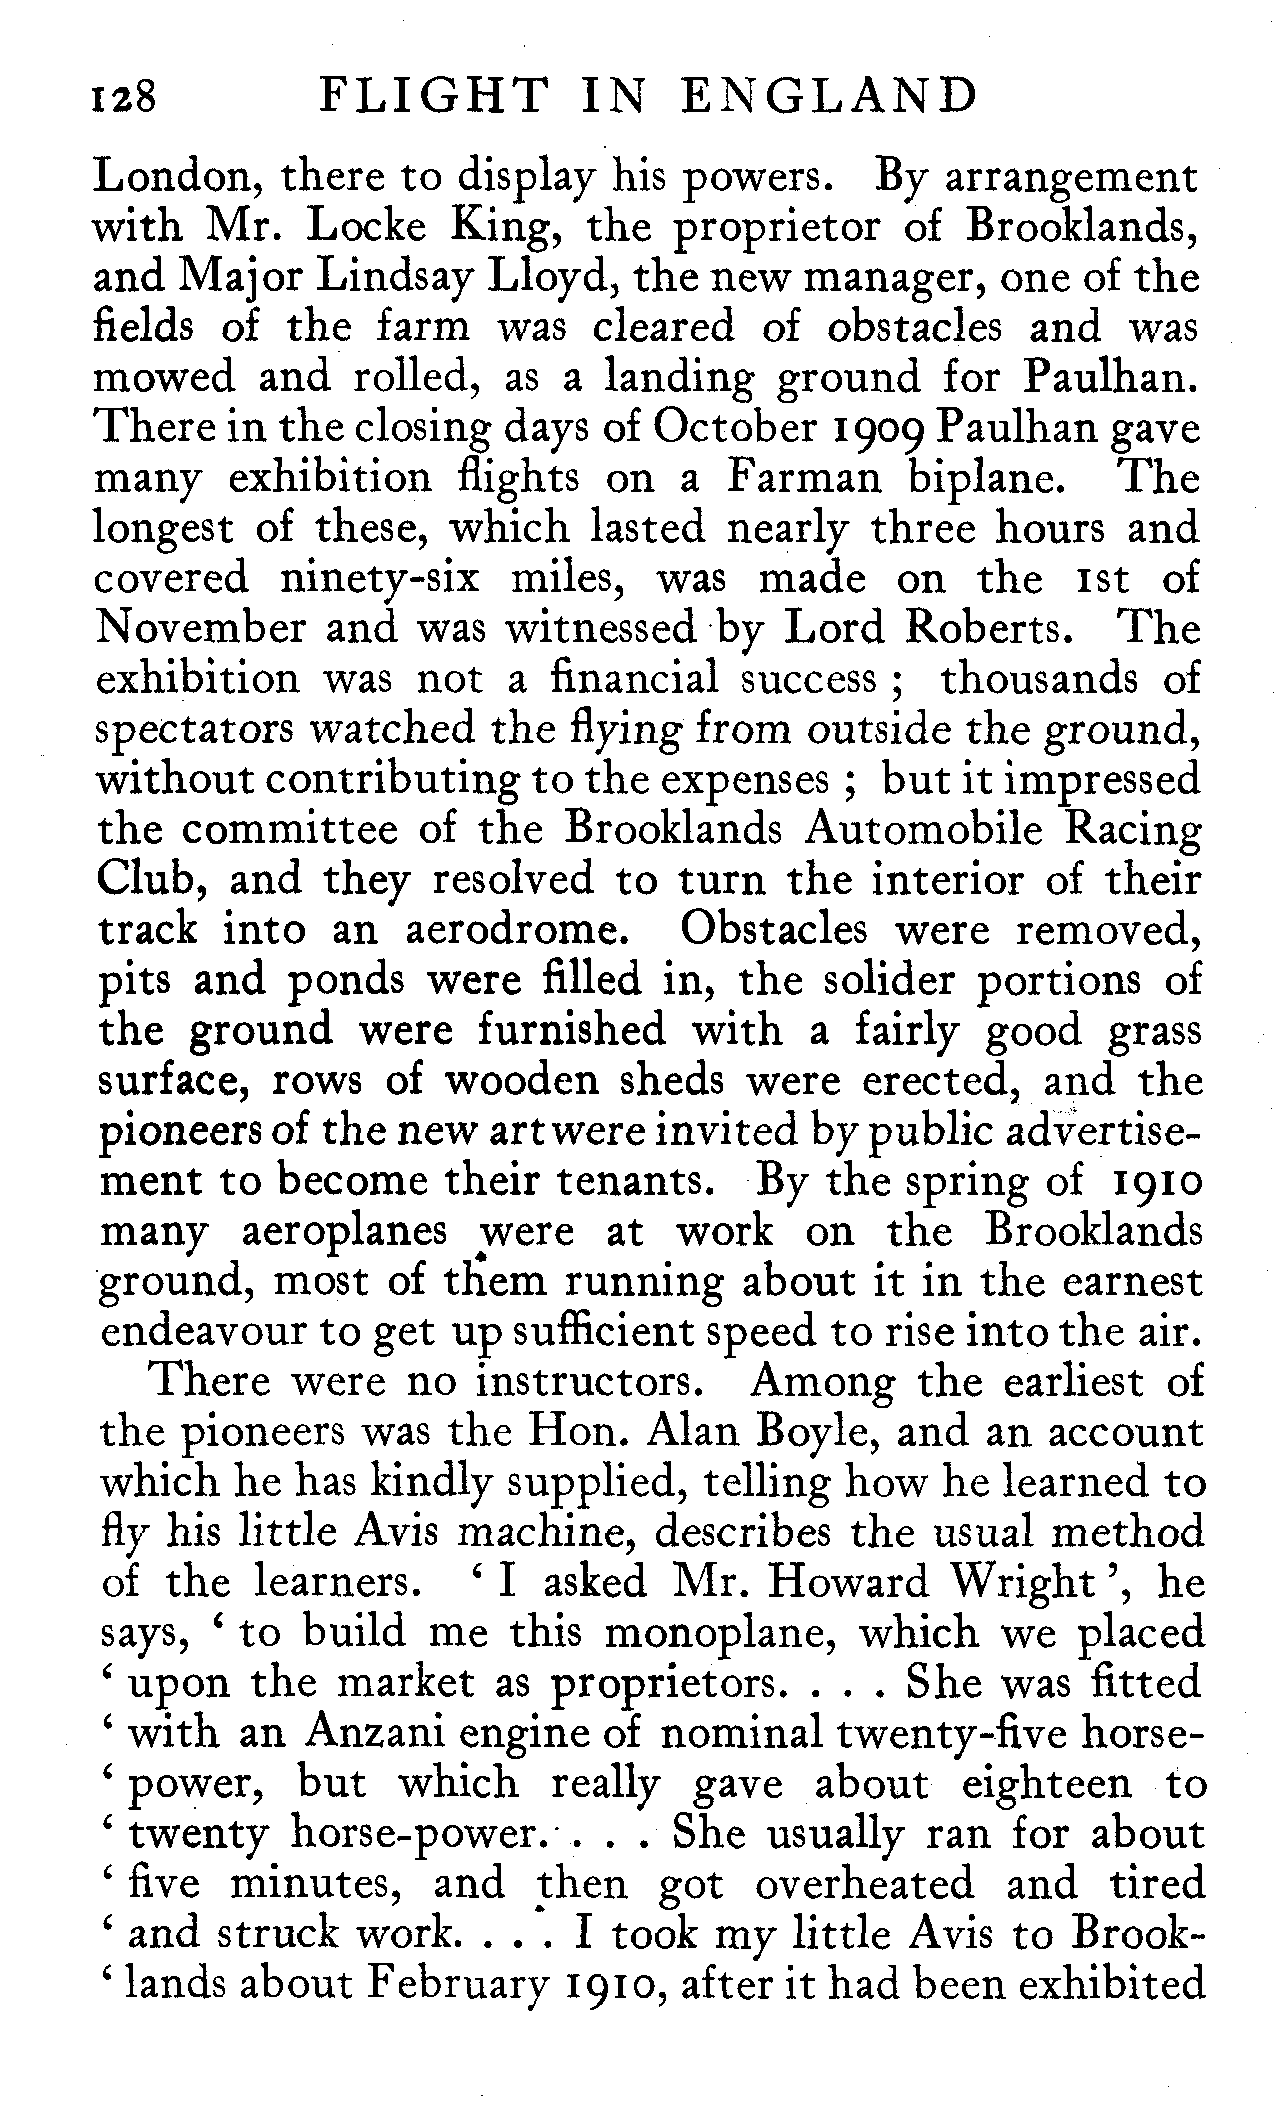 128 FLIGHT IN ENGLAND
London, there to display his powers. By arrangement
with Mr. Locke King, the proprietor of Brooklands,
and Major Lindsay Lloyd, the new manager, one of the
fields of the farm was cleared of obstacles and was
mowed and rolled, as a landing ground for Paulhan.
There in the closing days of October 1909 Paulhan gave
many exhibition flights on a Farman biplane. The
longest of these, which lasted nearly three hours and
covered ninety-six miles, was made on the 1st of
November and was witnessed by Lord Roberts. The
exhibition was not a financial success ; thousands of
spectators watched the flying from outside the ground,
without contributing to the expenses ; but it impressed
the committee of the Brooklands Automobile Racing
Club, and they resolved to turn the interior of their
track into an aerodrome. Obstacles were removed,
pits and ponds were filled in, the solider portions of
the ground were furnished with a fairly good grass
surface, rows of wooden sheds were erected, and the
pioneers of the new art were invited by public advertise-
ment to become their tenants. By the spring of 1910
many aeroplanes were at work on the Brooklands
ground, most of them running about it in the earnest
endeavour to get up sufficient speed to rise into the air.
There were no instructors. Among the earliest of
the pioneers was the Hon. Alan Boyle, and an account
which he has kindly supplied, telling how he learned to
fly his little Avis machine, describes the usual method
of the learners. ‘ I asked Mr. Howard Wright ’, he
says, ‘ to build me this monoplane, which we placed
‘ upon the market as proprietors. . . . She was fitted
‘ with an Anzani engine of nominal twenty-five horse-
‘ power, but which really gave about eighteen to
‘ twenty horse-power. . . . She usually ran for about
‘ five minutes, and then got overheated and tired
‘ and struck work. . . . I took my little Avis to Brook-
‘ lands about February 1910, after it had been exhibited